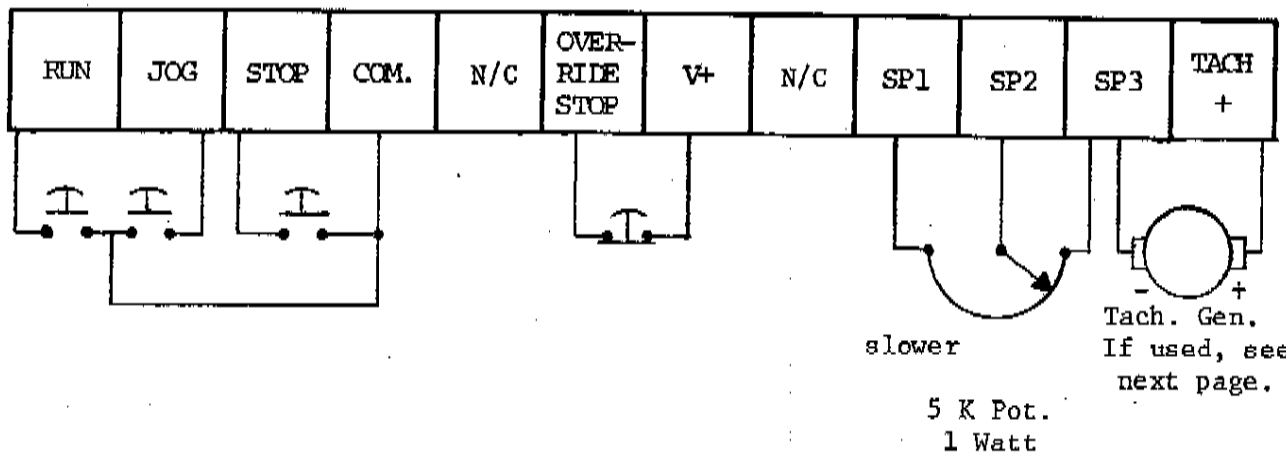 RUN
JOG
STOP
COM.
N/C
OVER-
RIDE
STOP
V+
N/C
SP1
SP2
SP3
TACH
+
- +
slower
Tach. Gen.
If used, see
next page.
5 K Pot.
1 Watt